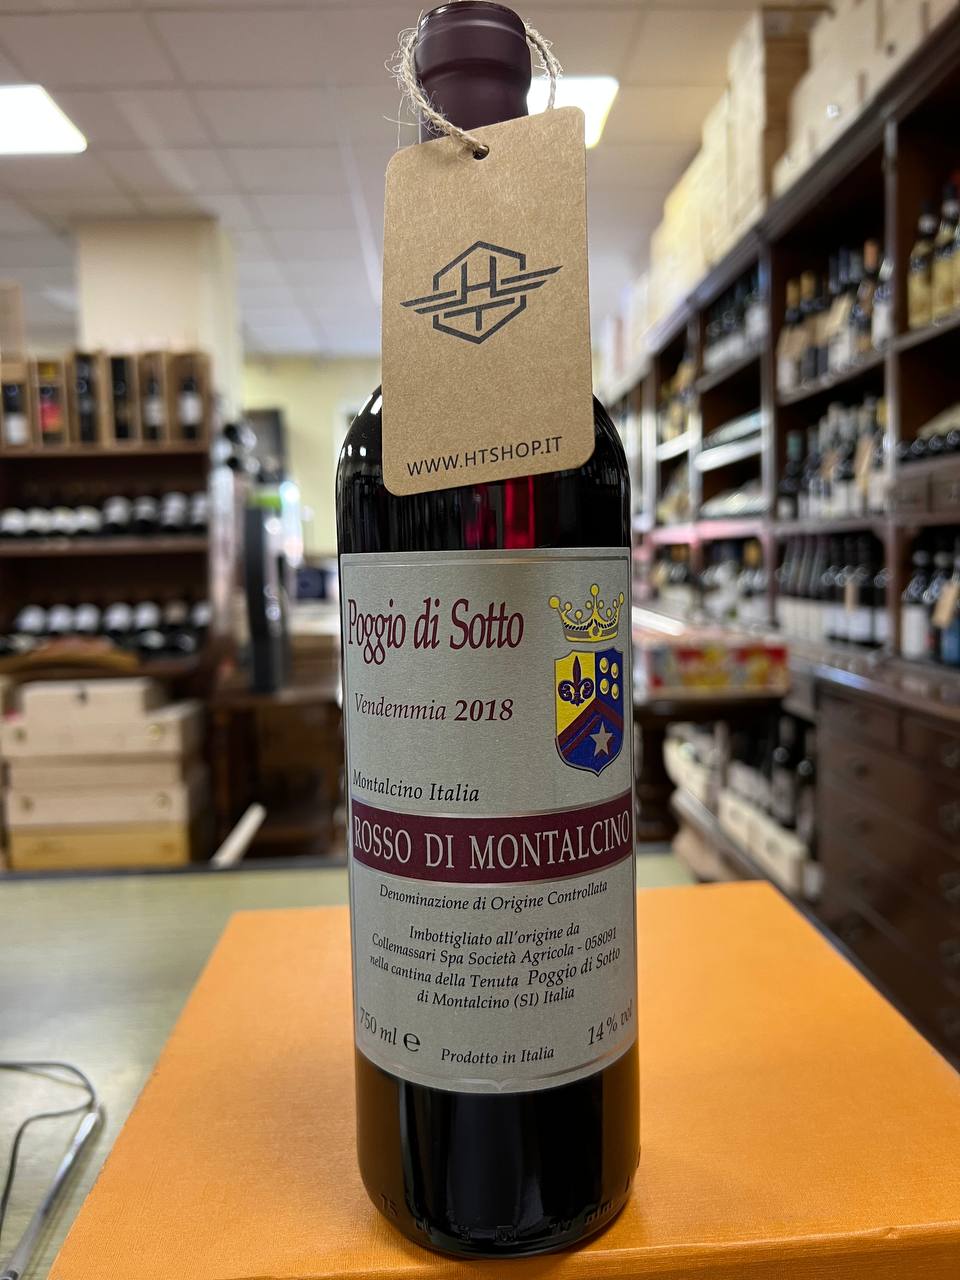 WWW.HTSHOP.IT
Poggio di Sotto
Vendemmia 2018
Montalcino Italia
ROSSO DI MONTALCINO
Denominazione di Origine Controllata
Imbottigliato all'origine da
Collemassari Spa Società Agricola - 058091
nella cantina della Tenuta Poggio di Sotto
di Montalcino (SI) Italia
750 ml e
14% vol
Prodotto in Italia